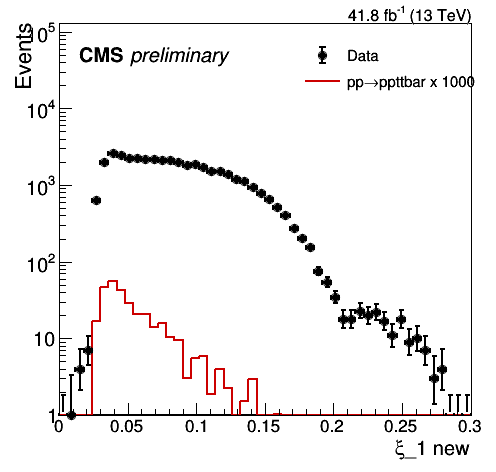 41.8 fb⁻¹ (13 TeV)
Events
CMS preliminary
Data
pp→ppttbar x 1000
10⁵
10⁴
10³
10²
10
1
0 0.05 0.1 0.15 0.2 0.25 0.3
ξ_1 new